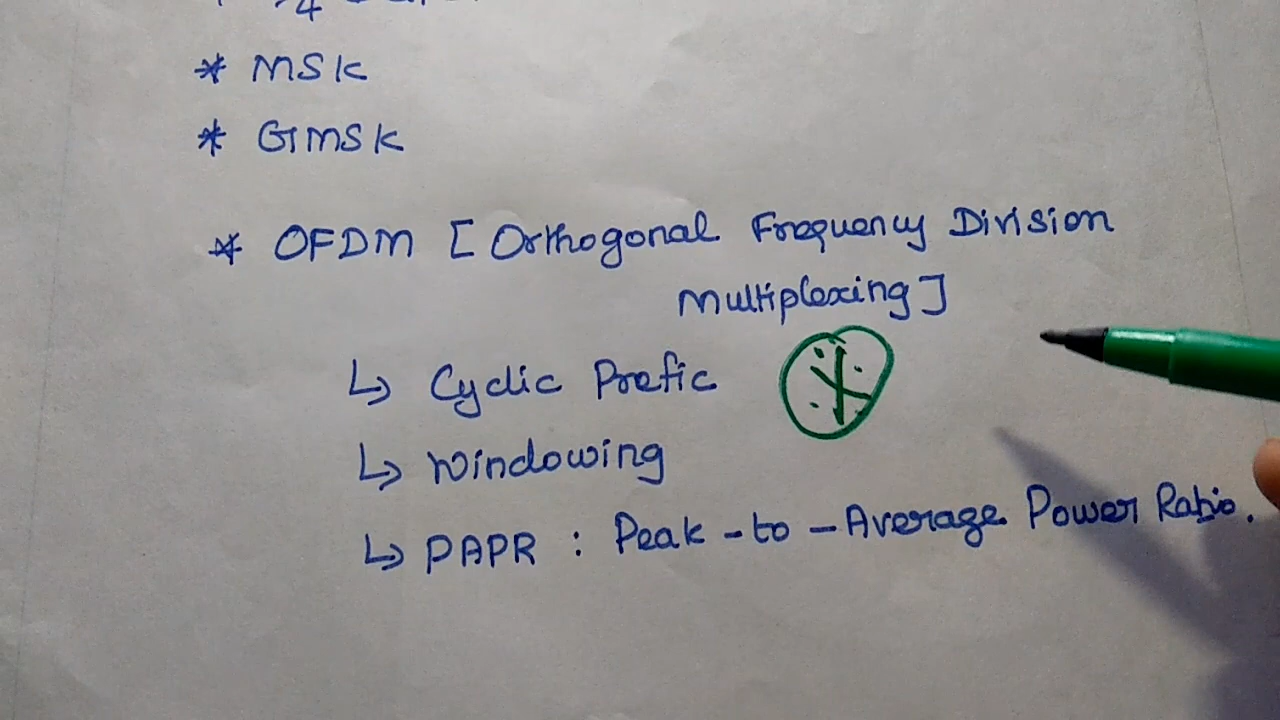 * MSK
* GMSK
* OFDM [Orthogonal Frequency Division
Multiplexing]
↳ Cyclic Prefic
↳ Windowing
↳ PAPR : Peak-to-Average Power Ratio.